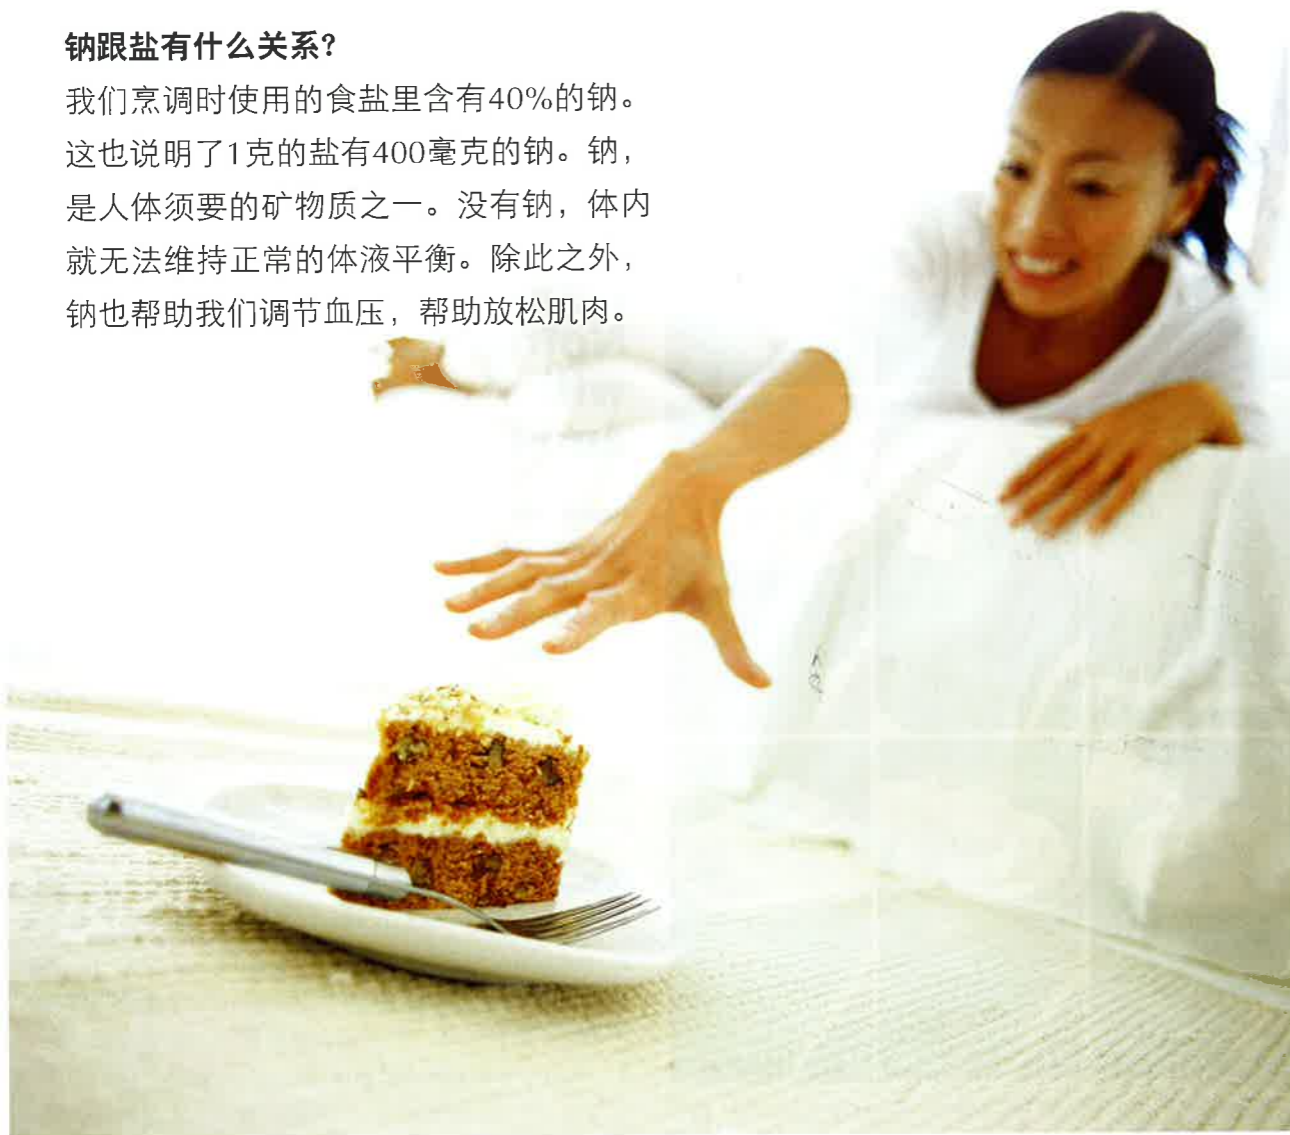 钠跟盐有什么关系？
我们烹调时使用的食盐里含有40%的钠。
这也说明了1克的盐有400毫克的钠。钠，
是人体须要的矿物质之一。没有钠，体内
就无法维持正常的体液平衡。除此之外，
钠也帮助我们调节血压，帮助放松肌肉。